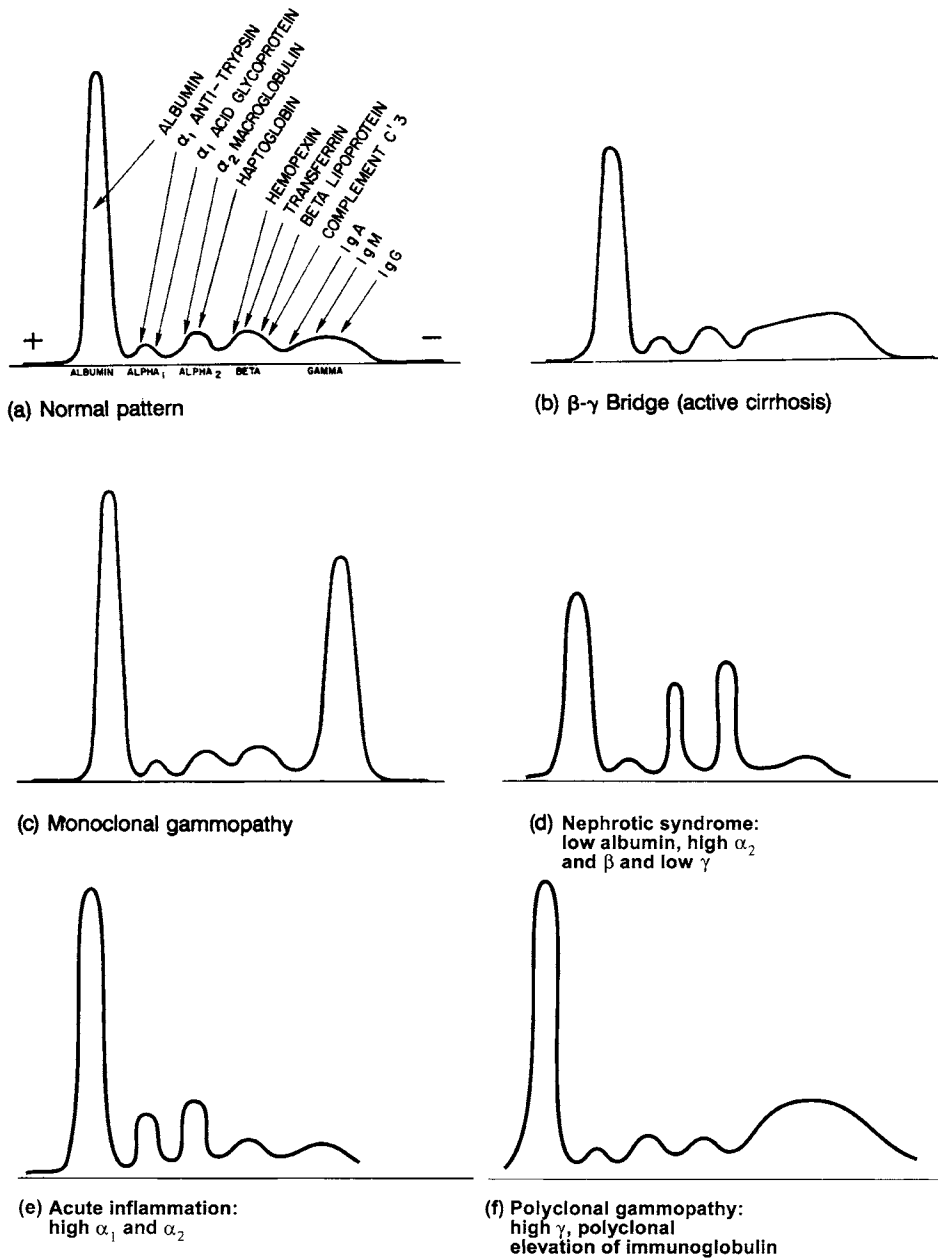 (a)
ALBUMIN
α₁ ANTI-TRYPSIN
α₁ ACID GLYCOPROTEIN
α₂ MACROGLOBULIN
HAPTOGLOBIN
HEMOPEXIN
TRANSFERRIN
BETA LIPOPROTEIN
COMPLEMENT C'3
IgA
IgM
IgG
+
−
ALBUMIN ALPHA₁ ALPHA₂ BETA GAMMA
(a) Normal pattern
(b)
(b) β-γ Bridge (active cirrhosis)
(c) Monoclonal gammopathy
(d) Nephrotic syndrome:
low albumin, high α₂
and β and low γ
(e) Acute inflammation:
high α₁ and α₂
(f) Polyclonal gammopathy:
high γ, polyclonal
elevation of immunoglobulin